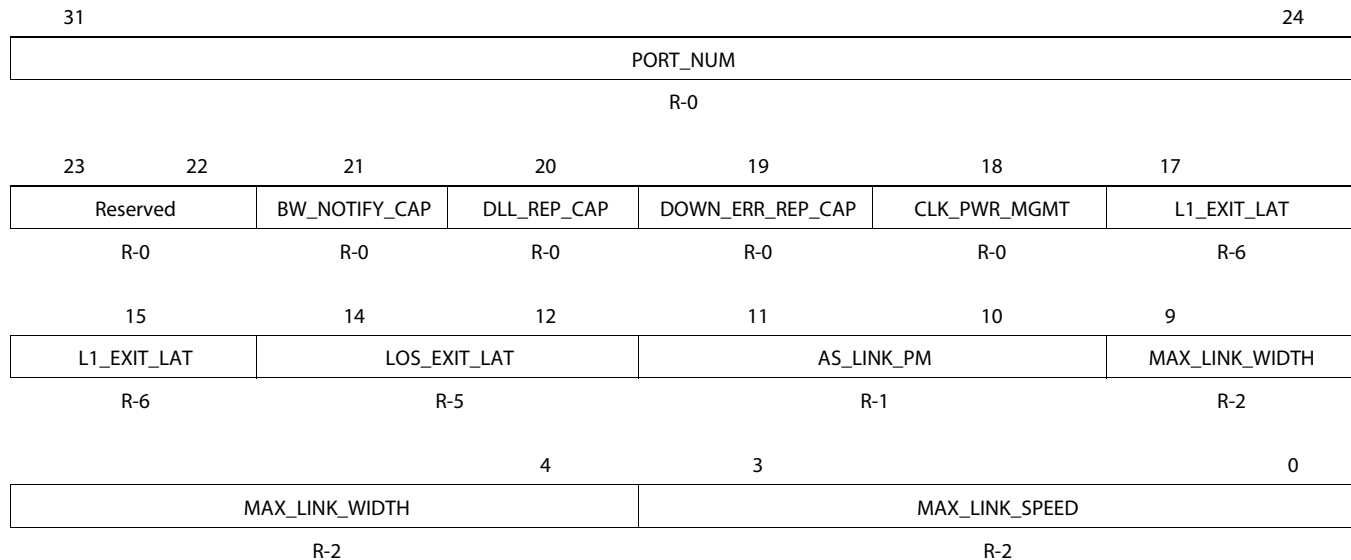 31 24
PORT_NUM
R-0
23 22 21 20 19 18 17
Reserved BW_NOTIFY_CAP DLL_REP_CAP DOWN_ERR_REP_CAP CLK_PWR_MGMT L1_EXIT_LAT
R-0 R-0 R-0 R-0 R-0 R-6
15 14 12 11 10 9
L1_EXIT_LAT LOS_EXIT_LAT AS_LINK_PM MAX_LINK_WIDTH
R-6 R-5 R-1 R-2
4 3 0
MAX_LINK_WIDTH MAX_LINK_SPEED
R-2 R-2